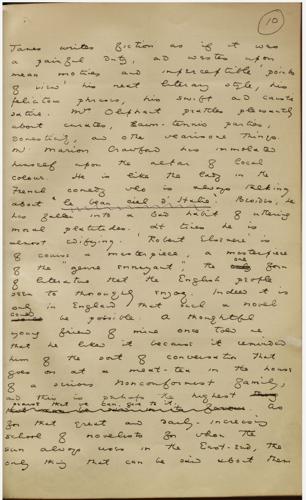 10
James writes fiction as if it was
a painful duty, and wastes upon
mean motives and imperceptible 'points
of view' his neat literary style, his
felicitous phrases, his swift and caustic
satire. Mrs Oliphant prattles pleasantly
about curates, lawn-tennis parties,
domesticity, and other wearisome things.
Mr Marion Crawford has immolated
himself upon the altar of local
colour. He is like the lady in the
French comedy who is always talking
about 'le beau ciel d'Italie'. Besides, he
has fallen into a bad habit of uttering
moral platitudes. At times he is
almost edifying. Robert Elsmere is
of course a masterpiece, a masterpiece
of the "genre ennuyeux", the one form
of literature that the English people
seem to thoroughly enjoy. Indeed it is
only in England that such a novel
could be possible. A thoughtful
young friend of mine once told me
that he liked it because it reminded
him of the sort of conversation that
goes on at a meat-tea in the house
of a serious Nonconformist family,
and this is perhaps the highest
praise that we can give to it. As
for that great and daily increasing
school of novelists for whom the
sun always rises in the East-End, the
only thing that can be said about them